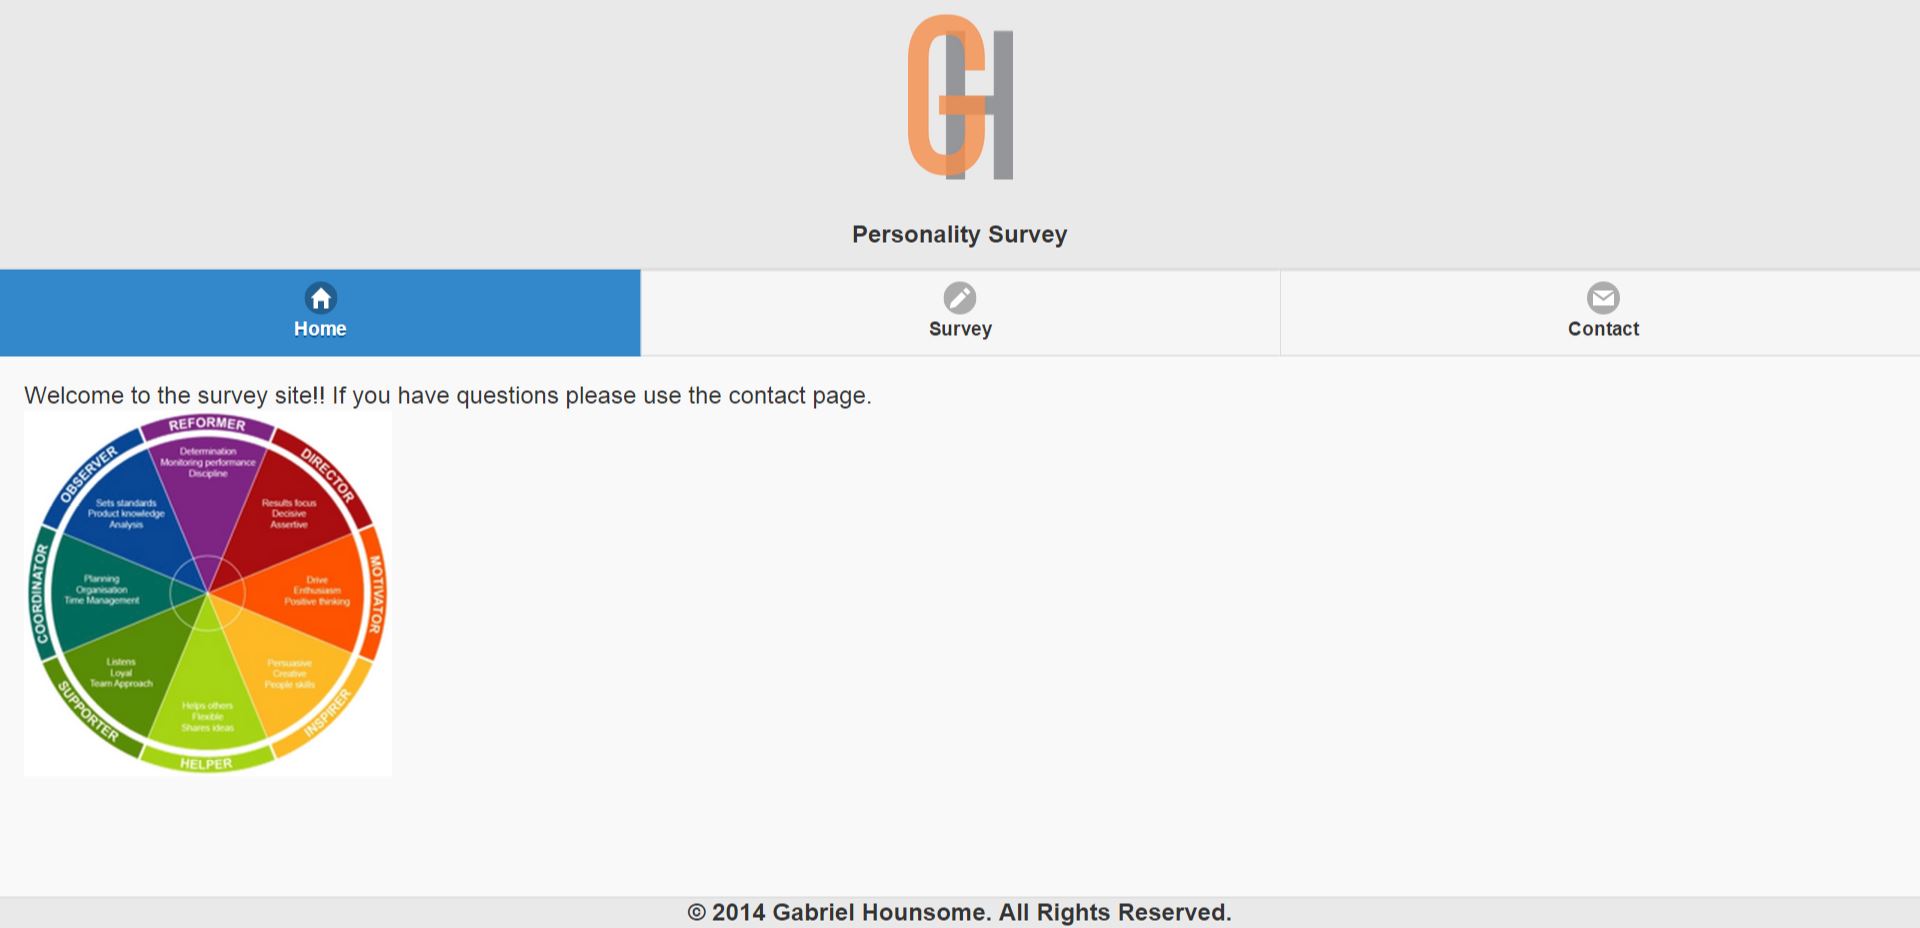 GH
Personality Survey
Home
Survey
Contact
Welcome to the survey site!! If you have questions please use the contact page.
REFORMER
Determination
Monitoring performance
Discipline
DIRECTOR
Results focus
Decisive
Assertive
MOTIVATOR
Drive
Enthusiasm
Positive thinking
INSPIRER
Persuasive
Creative
People skills
HELPER
Helps others
Flexible
Shares ideas
SUPPORTER
Listens
Loyal
Team Approach
COORDINATOR
Planning
Organisation
Time Management
OBSERVER
Sets standards
Product knowledge
Analysis
© 2014 Gabriel Hounsome. All Rights Reserved.